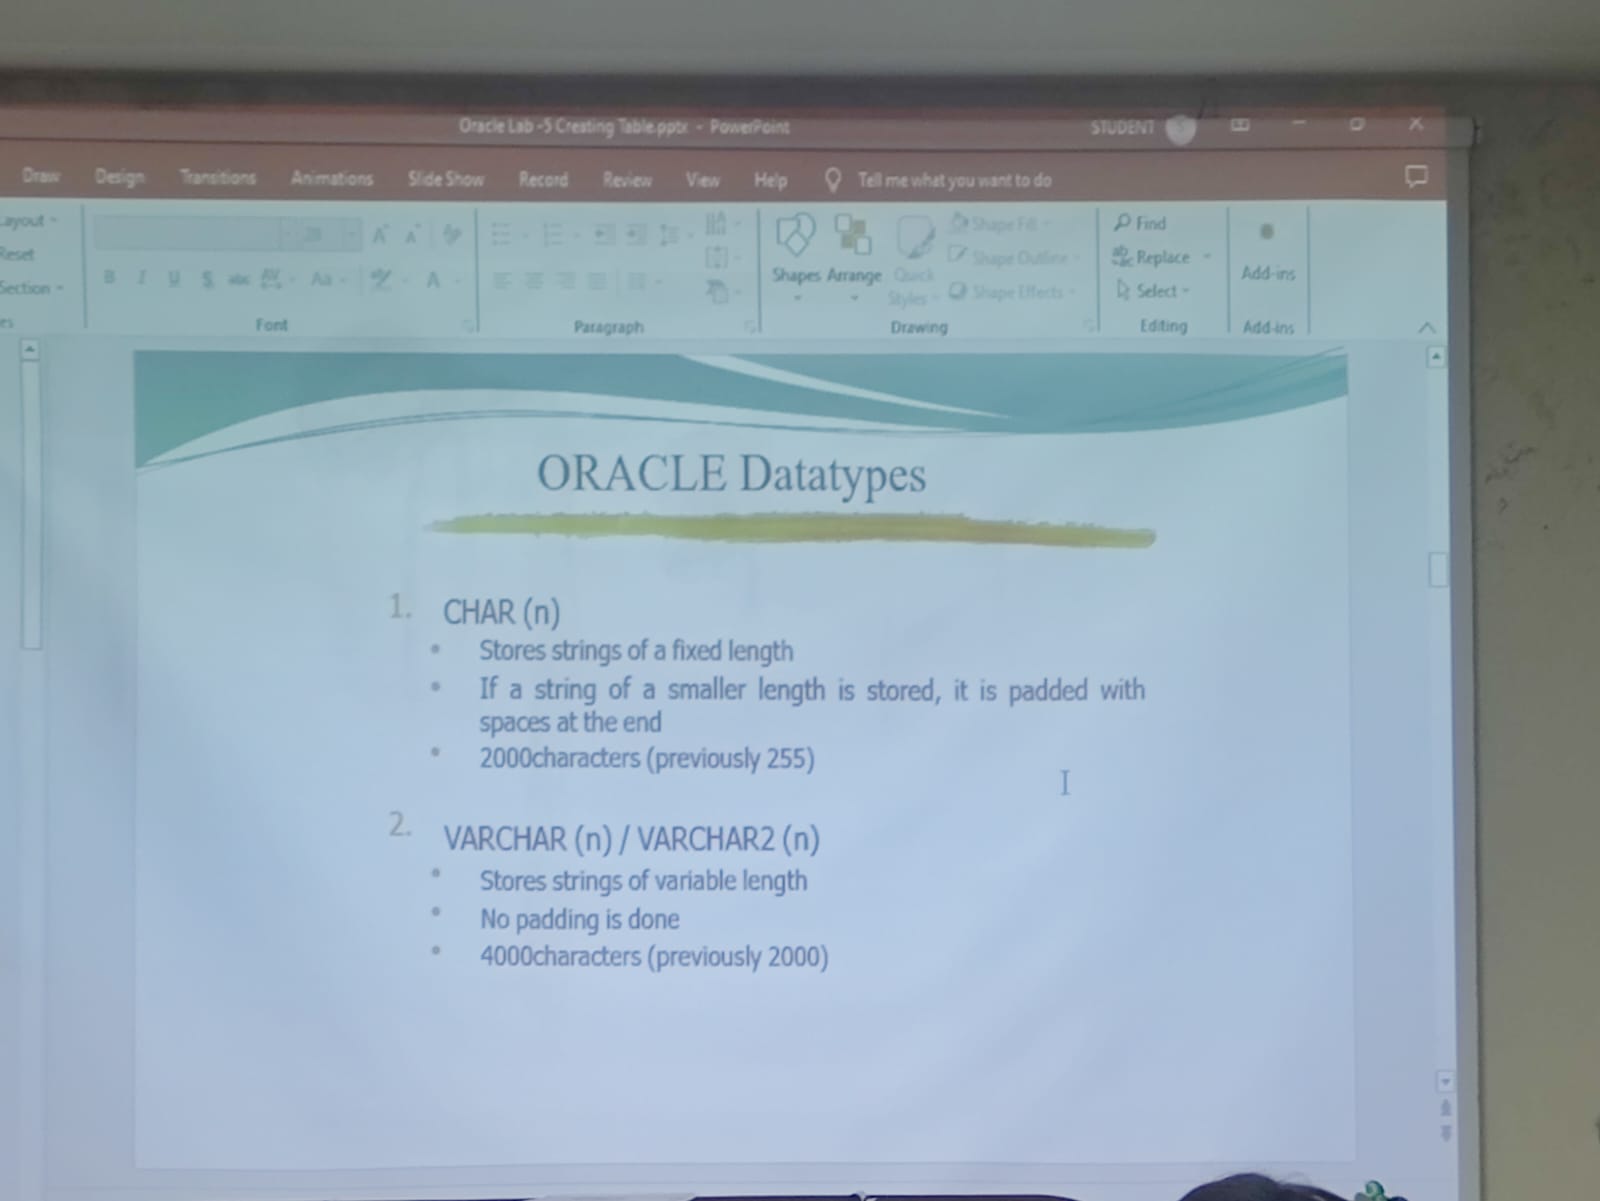 Oracle Lab -5 Creating Table.pptx - PowerPoint
STUDENT
Draw Design Transitions Animations Slide Show Record Review View Help Tell me what you want to do
Layout
Reset
Section
28
Font
Paragraph
Shapes Arrange Quick Styles
Shape Fill
Shape Outline
Shape Effects
Drawing
Find
Replace
Select
Editing
Add-ins
Add-ins
ORACLE Datatypes
1. CHAR (n)
• Stores strings of a fixed length
• If a string of a smaller length is stored, it is padded with
spaces at the end
• 2000characters (previously 255)
2. VARCHAR (n) / VARCHAR2 (n)
• Stores strings of variable length
• No padding is done
• 4000characters (previously 2000)